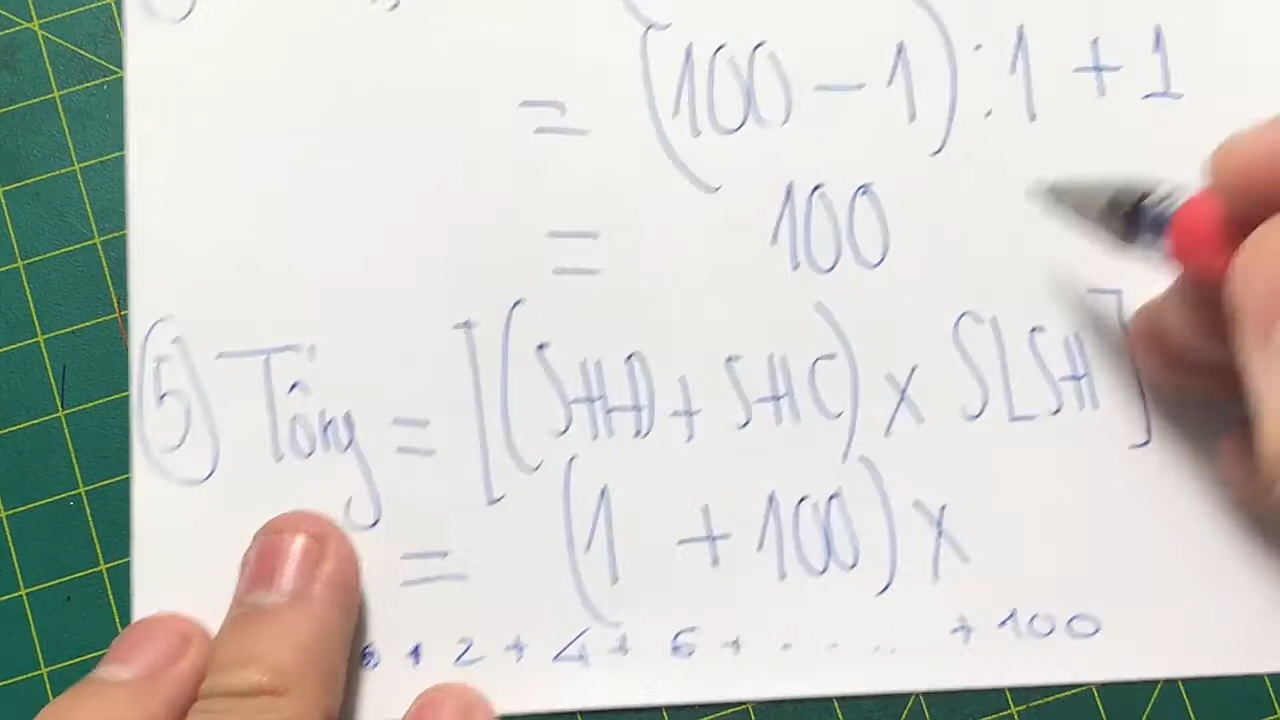 = (100 - 1) : 1 + 1
= 100
⑤ Tổng = [(SHĐ + SHC) x SLSH]
= (1 + 100) x
+ 2 + 4 + 6 + ..... + 100